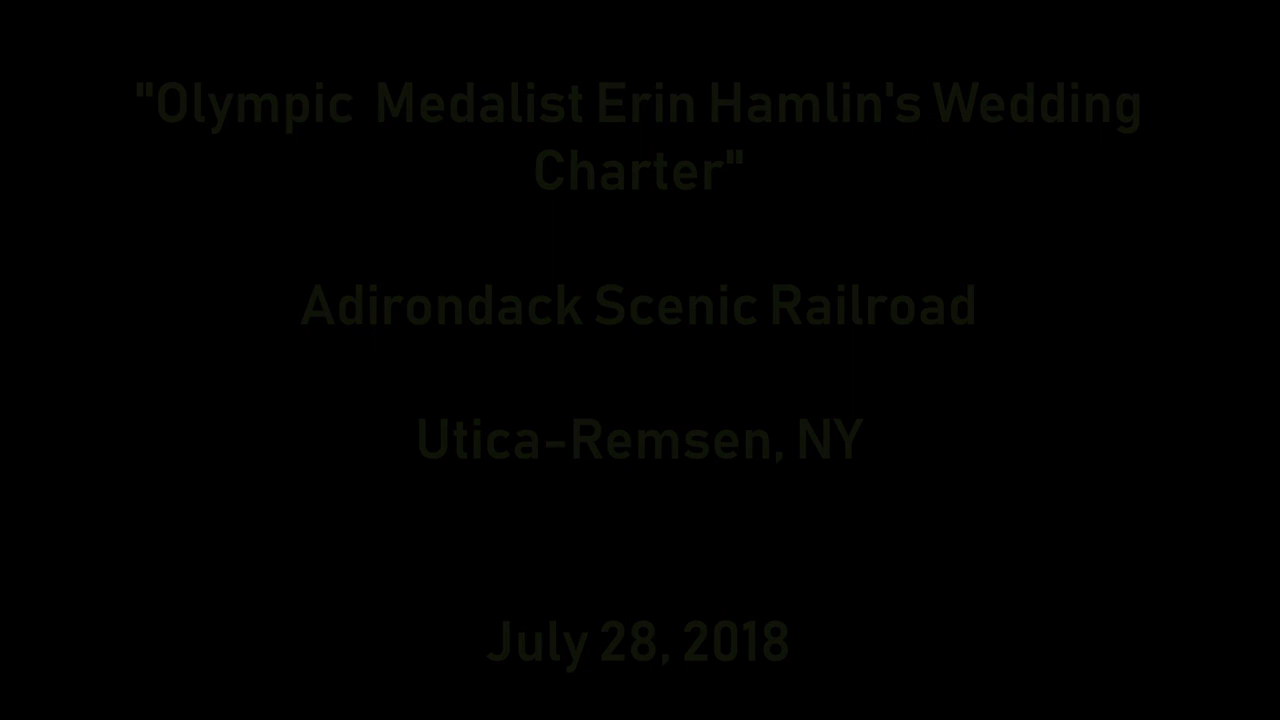 "Olympic  Medalist Erin Hamlin's Wedding
Charter"
Adirondack Scenic Railroad
Utica-Remsen, NY
July 28, 2018